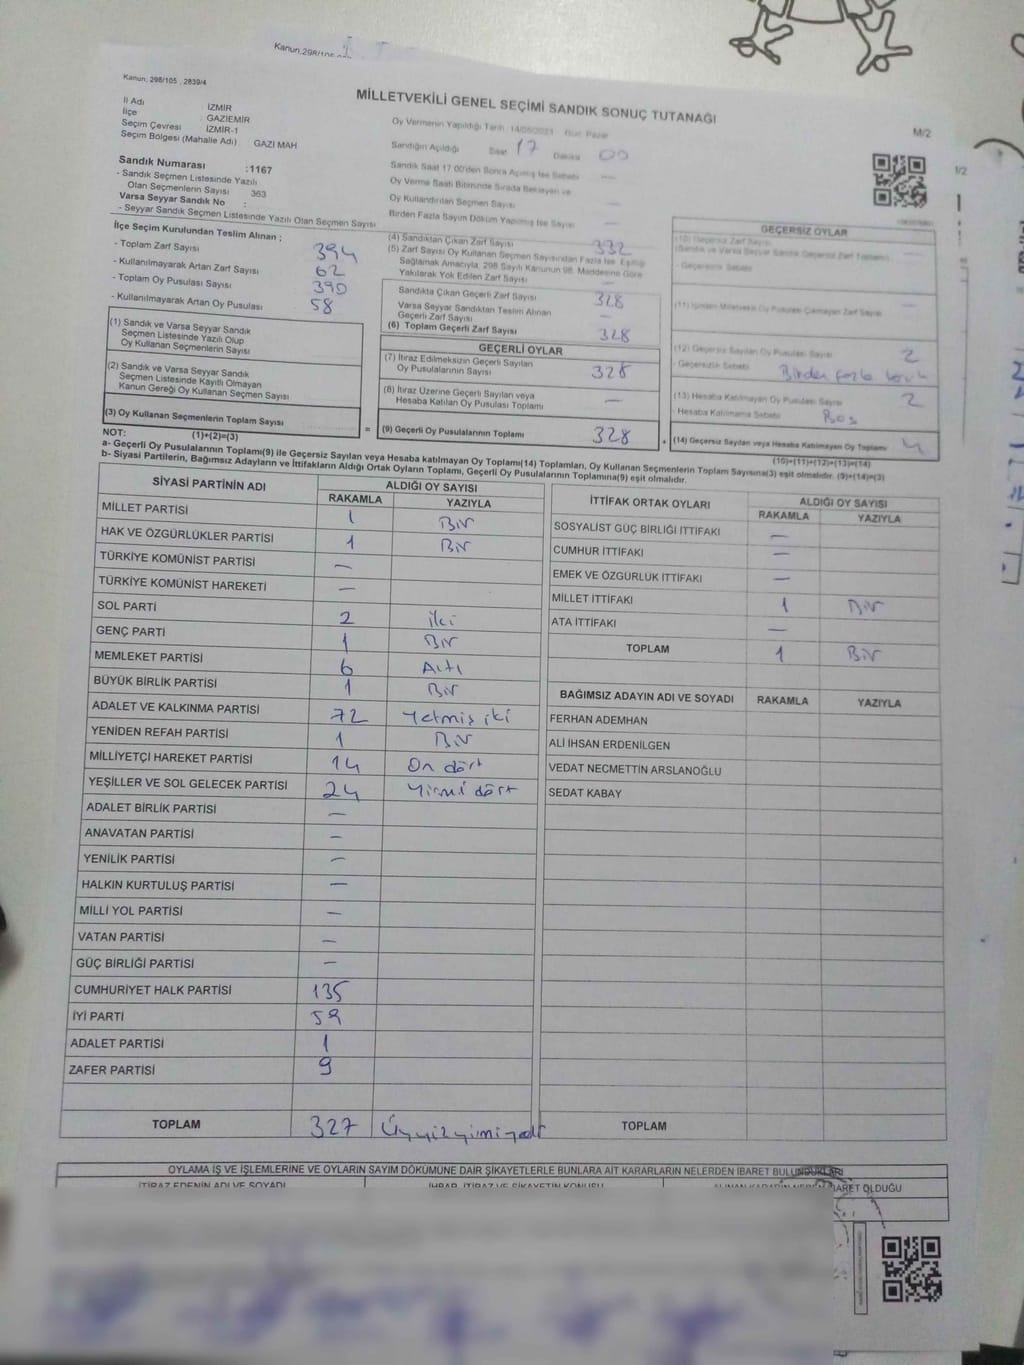 Kanun, 298/105
Kanun, 298/105 , 2839/4
MİLLETVEKİLİ GENEL SEÇİMİ SANDIK SONUÇ TUTANAĞI
M/2
1/2
İl Adı İZMİR
İlçe : GAZİEMİR
Seçim Çevresi İZMİR-1
Seçim Bölgesi (Mahalle Adı) GAZİ MAH
Sandık Numarası :1167
- Sandık Seçmen Listesinde Yazılı
Olan Seçmenlerin Sayısı 363
Varsa Seyyar Sandık No :
- Seyyar Sandık Seçmen Listesinde Yazılı Olan Seçmen Sayısı
Oy Vermenin Yapıldığı Tarih Gün: Pazar
Sandığın Açıldığı Saat 17 Dakika 00
Sandık Saat 17.00'den Sonra Açılmış İse Sebebi —
Oy Verme Saati Bitiminde Sırada Bekleyen ve
Oy Kullandırılan Seçmen Sayısı —
Birden Fazla Sayım Döküm Yapılmış İse Sayısı —
İlçe Seçim Kurulundan Teslim Alınan ;
- Toplam Zarf Sayısı 394
- Kullanılmayarak Artan Zarf Sayısı 62
- Toplam Oy Pusulası Sayısı 390
- Kullanılmayarak Artan Oy Pusulası 58
(1) Sandık ve Varsa Seyyar Sandık
Seçmen Listesinde Yazılı Olup
Oy Kullanan Seçmenlerin Sayısı
(2) Sandık ve Varsa Seyyar Sandık
Seçmen Listesinde Kayıtlı Olmayan
Kanun Gereği Oy Kullanan Seçmen Sayısı
(3) Oy Kullanan Seçmenlerin Toplam Sayısı =
(1)+(2)=(3)
(4) Sandıktan Çıkan Zarf Sayısı 332
(5) Zarf Sayısı Oy Kullanan Seçmen Sayısından Fazla İse, Eşitliği
Sağlamak Amacıyla, 298 Sayılı Kanunun 98. Maddesine Göre
Yakılarak Yok Edilen Zarf Sayısı —
Sandıkta Çıkan Geçerli Zarf Sayısı 328
Varsa Seyyar Sandıktan Teslim Alınan
Geçerli Zarf Sayısı —
(6) Toplam Geçerli Zarf Sayısı 328
GEÇERLİ OYLAR
(7) İtiraz Edilmeksizin Geçerli Sayılan
Oy Pusulalarının Sayısı 328
(8) İtiraz Üzerine Geçerli Sayılan veya
Hesaba Katılan Oy Pusulası Toplamı —
(9) Geçerli Oy Pusulalarının Toplamı 328 +
GEÇERSİZ OYLAR
(10) Geçersiz Zarf Sayısı
- Geçersizlik Sebebi
(12) Geçersiz Sayılan Oy Pusulası Sayısı 2
- Geçersizlik Sebebi Birden fazla
(13) Hesaba Katılmayan Oy Pusulası Sayısı 2
- Hesaba Katılmama Sebebi Boş
(14) Geçersiz Sayılan veya Hesaba Katılmayan Oy Toplamı 4
(10)+(11)+(12)+(13)=(14)
NOT:
a- Geçerli Oy Pusulalarının Toplamı(9) ile Geçersiz Sayılan veya Hesaba katılmayan Oy Toplamı(14) Toplamları, Oy Kullanan Seçmenlerin Toplam Sayısına(3) eşit olmalıdır. (9)+(14)=(3)
b- Siyasi Partilerin, Bağımsız Adayların ve İttifakların Aldığı Ortak Oyların Toplamı, Geçerli Oy Pusulalarının Toplamına(9) eşit olmalıdır.
SİYASİ PARTİNİN ADI ALDIĞI OY SAYISI
RAKAMLA YAZIYLA
MİLLET PARTİSİ 1 Bir
HAK VE ÖZGÜRLÜKLER PARTİSİ 1 Bir
TÜRKİYE KOMÜNİST PARTİSİ —
TÜRKİYE KOMÜNİST HAREKETİ —
SOL PARTİ 2 iki
GENÇ PARTİ 1 Bir
MEMLEKET PARTİSİ 6 Altı
BÜYÜK BİRLİK PARTİSİ 1 Bir
ADALET VE KALKINMA PARTİSİ 72 Yetmiş iki
YENİDEN REFAH PARTİSİ 1 Bir
MİLLİYETÇİ HAREKET PARTİSİ 14 On dört
YEŞİLLER VE SOL GELECEK PARTİSİ 24 Yirmi dört
ADALET BİRLİK PARTİSİ —
ANAVATAN PARTİSİ —
YENİLİK PARTİSİ —
HALKIN KURTULUŞ PARTİSİ —
MİLLİ YOL PARTİSİ —
VATAN PARTİSİ —
GÜÇ BİRLİĞİ PARTİSİ —
CUMHURİYET HALK PARTİSİ 135
İYİ PARTİ 59
ADALET PARTİSİ 1
ZAFER PARTİSİ 9
TOPLAM 327 Üçyüzyirmiyedi
İTTİFAK ORTAK OYLARI ALDIĞI OY SAYISI
RAKAMLA YAZIYLA
SOSYALİST GÜÇ BİRLİĞİ İTTİFAKI —
CUMHUR İTTİFAKI —
EMEK VE ÖZGÜRLÜK İTTİFAKI —
MİLLET İTTİFAKI 1 Bir
ATA İTTİFAKI —
TOPLAM 1 Bir
BAĞIMSIZ ADAYIN ADI VE SOYADI RAKAMLA YAZIYLA
FERHAN ADEMHAN
ALİ İHSAN ERDENİLGEN
VEDAT NECMETTİN ARSLANOĞLU
SEDAT KABAY
TOPLAM
OYLAMA İŞ VE İŞLEMLERİNE VE OYLARIN SAYIM DÖKÜMÜNE DAİR ŞİKAYETLERLE BUNLARA AİT KARARLARIN NELERDEN İBARET BULUNDUKLARI
İTİRAZ EDENİN ADI VE SOYADI İHBAR, İTİRAZ VE ŞİKAYETİN KONUSU ALINAN KARARIN NEDEN İBARET OLDUĞU